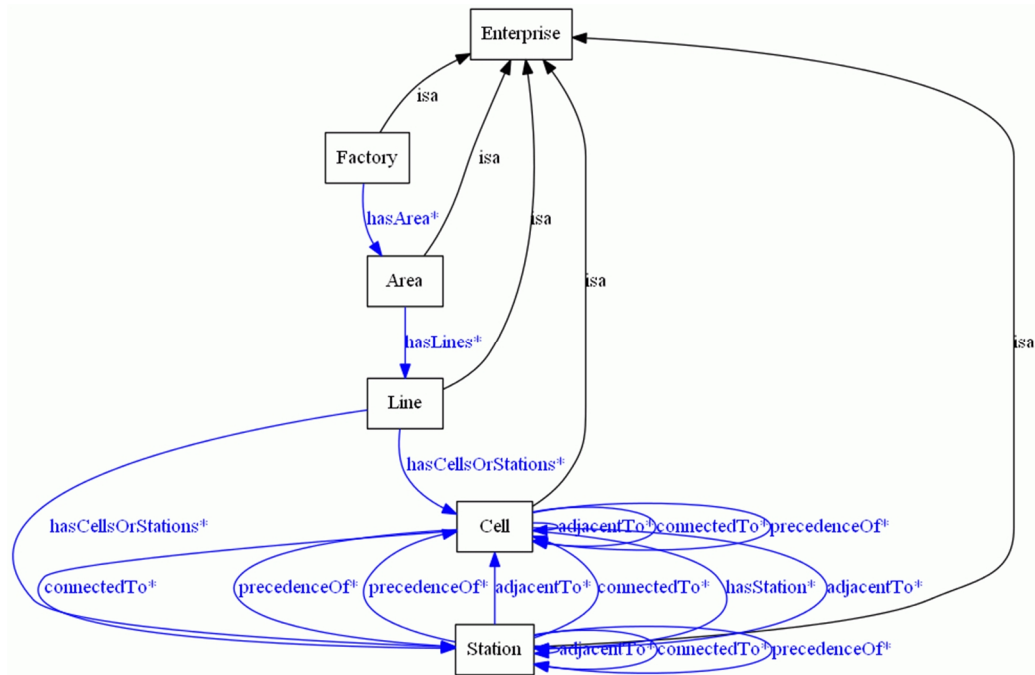 Enterprise
isa
Factory
isa
hasArea*
isa
Area
isa
hasLines*
isa
Line
hasCellsOrStations*
hasCellsOrStations*
Cell
adjacentTo*
connectedTo*
precedenceOf*
connectedTo*
precedenceOf*
precedenceOf*
adjacentTo*
connectedTo*
hasStation*
adjacentTo*
Station
adjacentTo*
connectedTo*
precedenceOf*